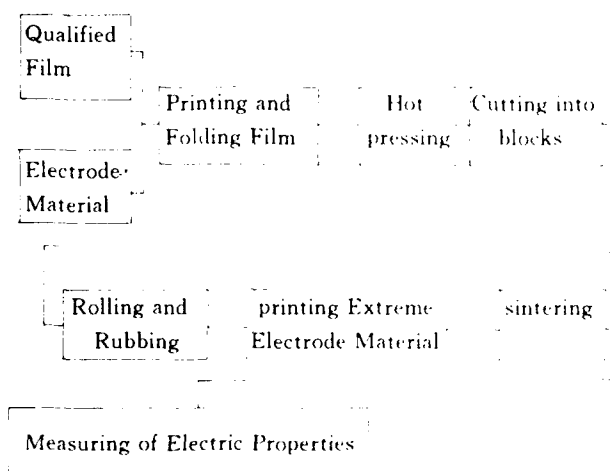 Qualified
Film
Printing and
Folding Film
Hot
pressing
Cutting into
blocks
Electrode
Material
Rolling and
Rubbing
printing Extreme
Electrode Material
sintering
Measuring of Electric Properties